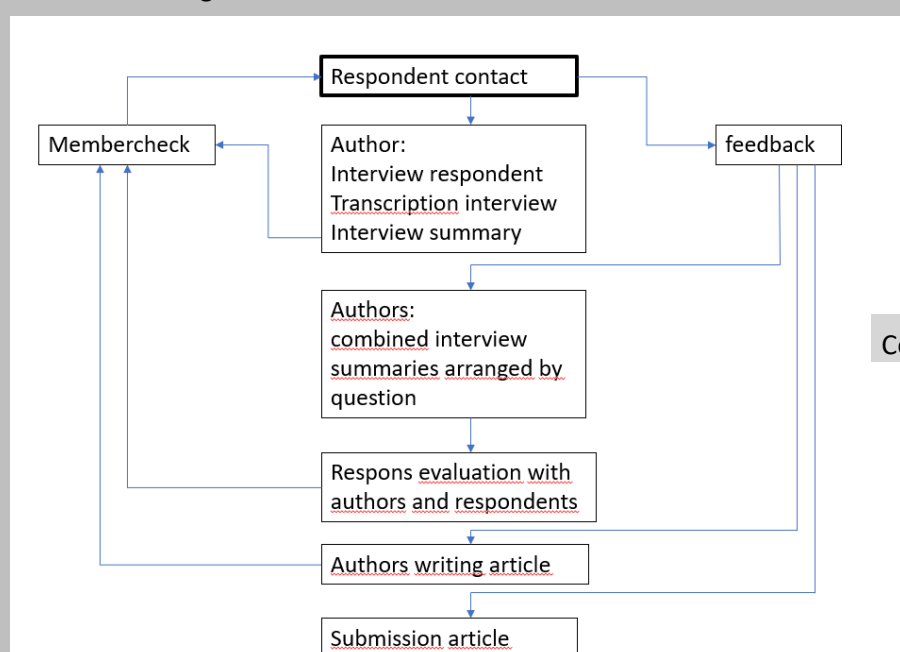 Respondent contact
Membercheck
Author:
Interview respondent
Transcription interview
Interview summary
feedback
Authors:
combined interview
summaries arranged by
question
Respons evaluation with
authors and respondents
Authors writing article
Submission article